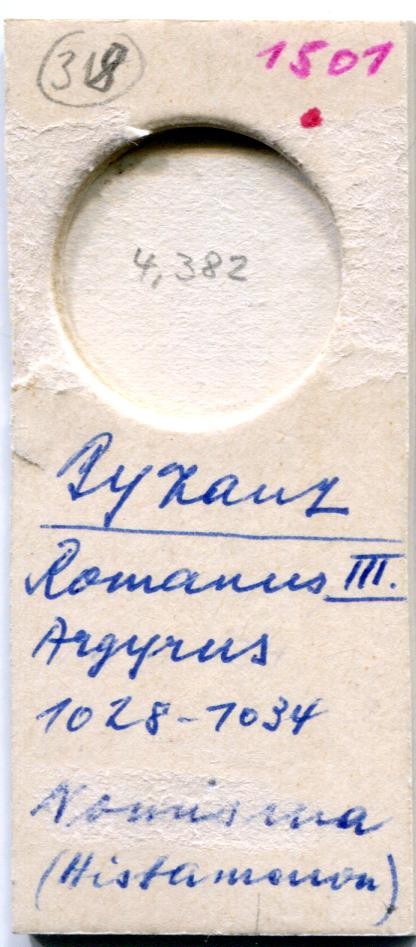 318
1501
4,382
Byzanz
Romanus III.
Argyrus
1028-1034
Nomisma
(Histamenon)